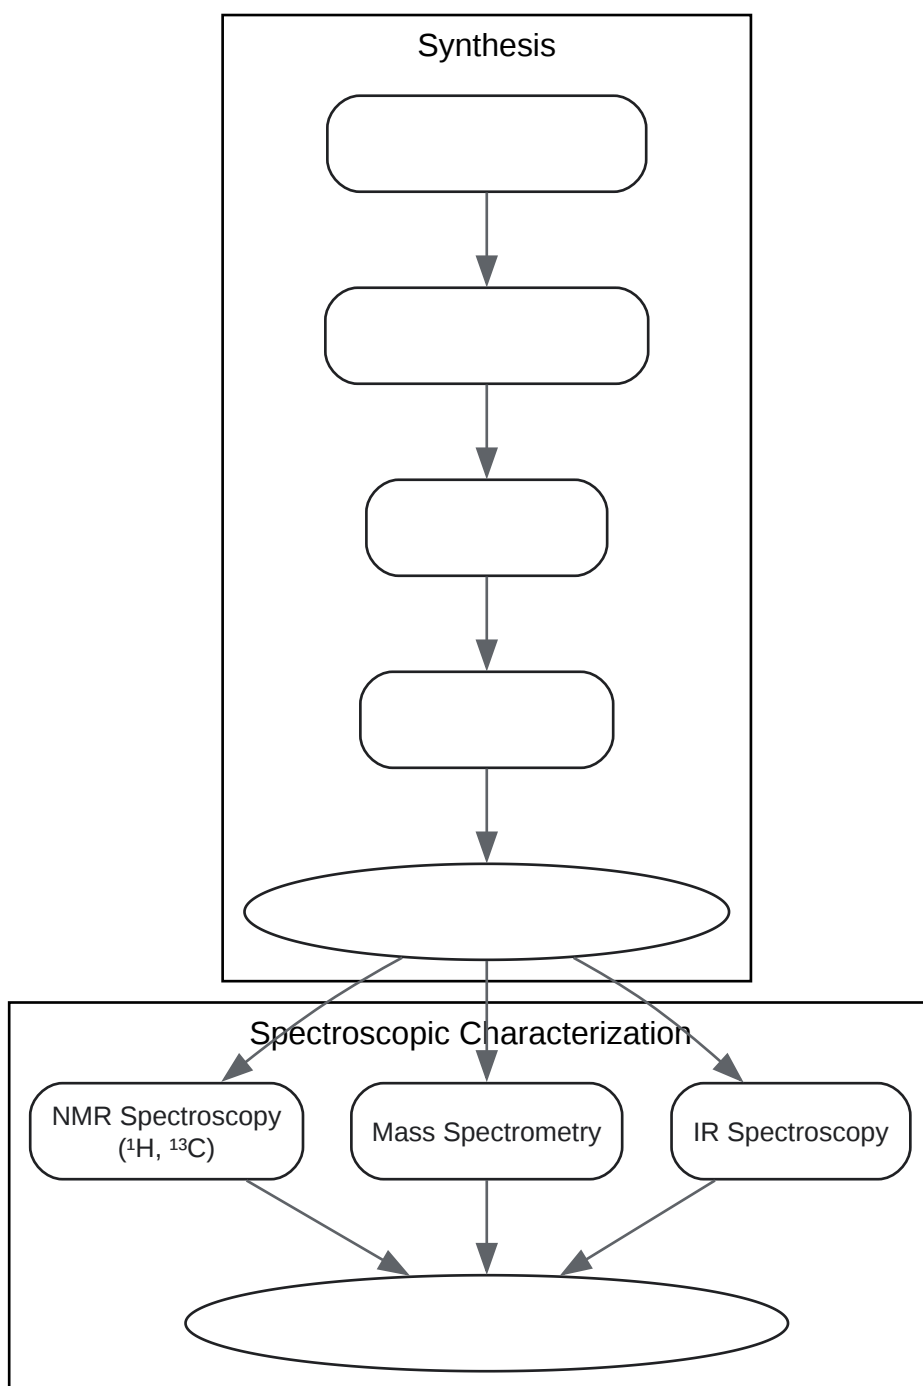 Synthesis
Spectroscopic Characterization
NMR Spectroscopy
(¹H, ¹³C)
Mass Spectrometry
IR Spectroscopy